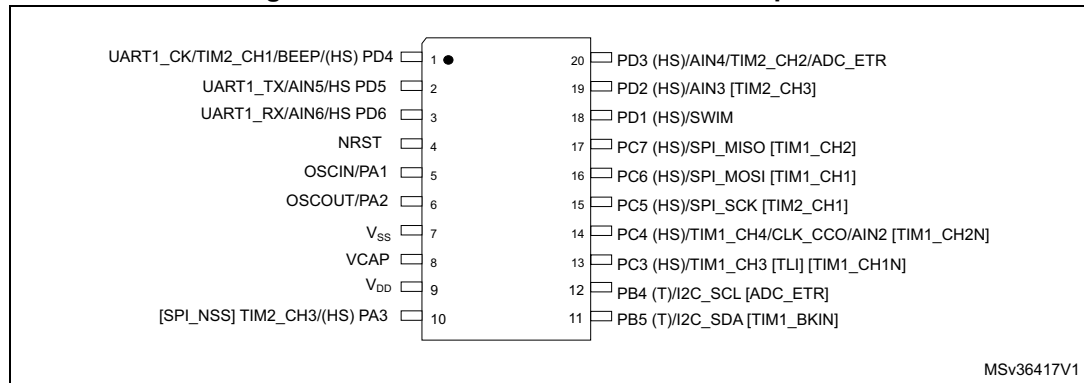 UART1_CK/TIM2_CH1/BEEP/(HS) PD4 1 20 PD3 (HS)/AIN4/TIM2_CH2/ADC_ETR
UART1_TX/AIN5/HS PD5 2 19 PD2 (HS)/AIN3 [TIM2_CH3]
UART1_RX/AIN6/HS PD6 3 18 PD1 (HS)/SWIM
NRST 4 17 PC7 (HS)/SPI_MISO [TIM1_CH2]
OSCIN/PA1 5 16 PC6 (HS)/SPI_MOSI [TIM1_CH1]
OSCOUT/PA2 6 15 PC5 (HS)/SPI_SCK [TIM2_CH1]
VSS 7 14 PC4 (HS)/TIM1_CH4/CLK_CCO/AIN2 [TIM1_CH2N]
VCAP 8 13 PC3 (HS)/TIM1_CH3 [TLI] [TIM1_CH1N]
VDD 9 12 PB4 (T)/I2C_SCL [ADC_ETR]
[SPI_NSS] TIM2_CH3/(HS) PA3 10 11 PB5 (T)/I2C_SDA [TIM1_BKIN]
MSv36417V1